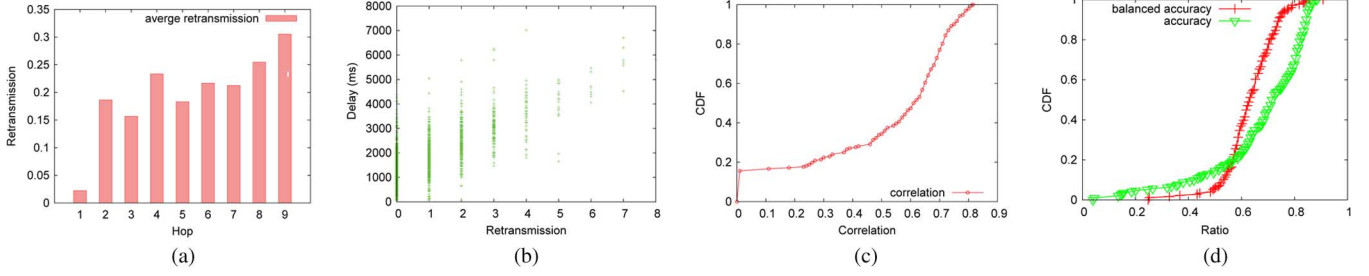 averge retransmission
0.35
0.3
0.25
0.2
0.15
0.1
0.05
0
Retransmission
1 2 3 4 5 6 7 8 9
Hop
(a)
8000
7000
6000
5000
4000
3000
2000
1000
0
Delay (ms)
0 1 2 3 4 5 6 7 8
Retransmission
(b)
1
0.8
0.6
0.4
0.2
0
CDF
correlation
0 0.1 0.2 0.3 0.4 0.5 0.6 0.7 0.8 0.9
Correlation
(c)
balanced accuracy
accuracy
1
0.8
0.6
0.4
0.2
0
CDF
0 0.2 0.4 0.6 0.8 1
Ratio
(d)